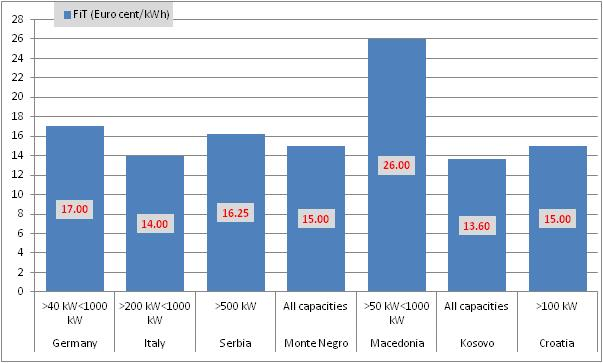 FiT (Euro cent/kWh)
28
26
24
22
20
18
16
14
12
10
8
6
4
2
0
17.00
14.00
16.25
15.00
26.00
13.60
15.00
>40 kW<1000 kW
>200 kW<1000 kW
>500 kW
All capacities
>50 kW<1000 kW
All capacities
>100 kW
Germany
Italy
Serbia
Monte Negro
Macedonia
Kosovo
Croatia